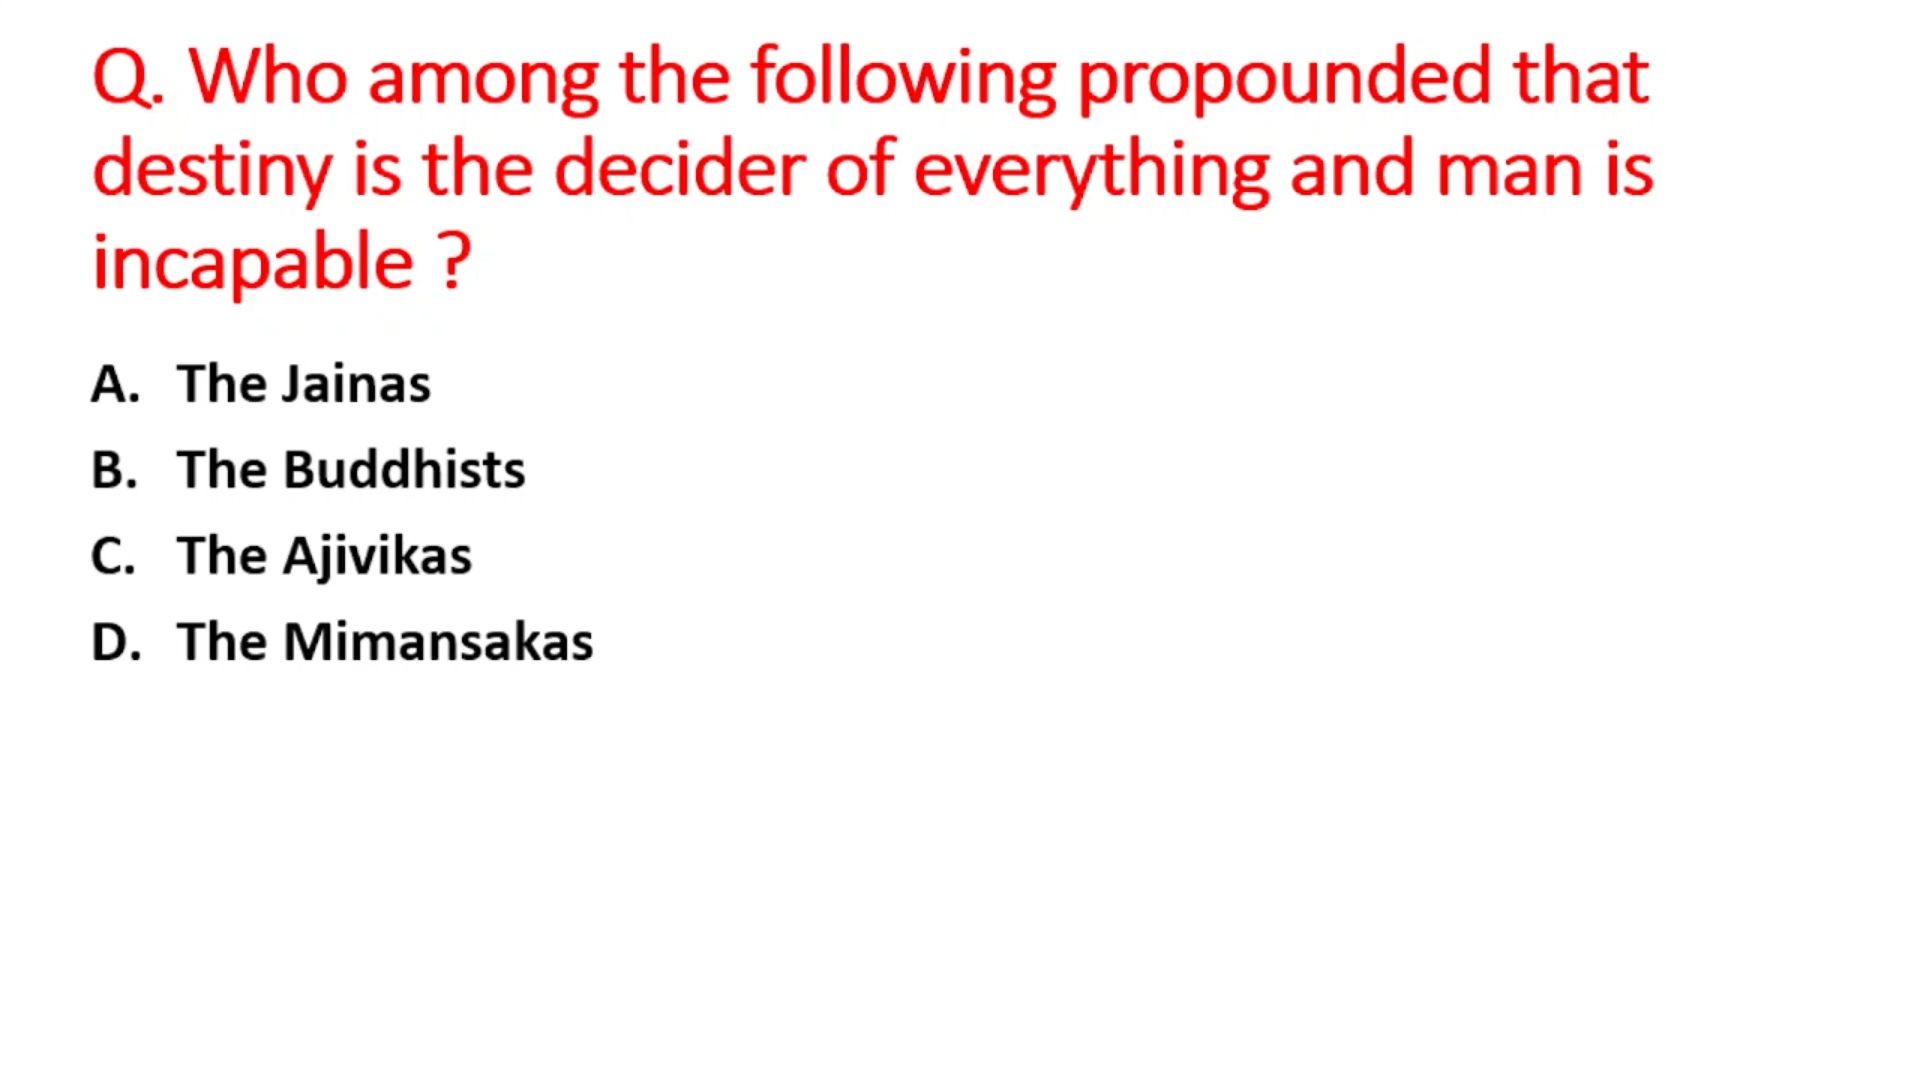 Q. Who among the following propounded that
destiny is the decider of everything and man is
incapable ?
A. The Jainas
B. The Buddhists
C. The Ajivikas
D. The Mimansakas